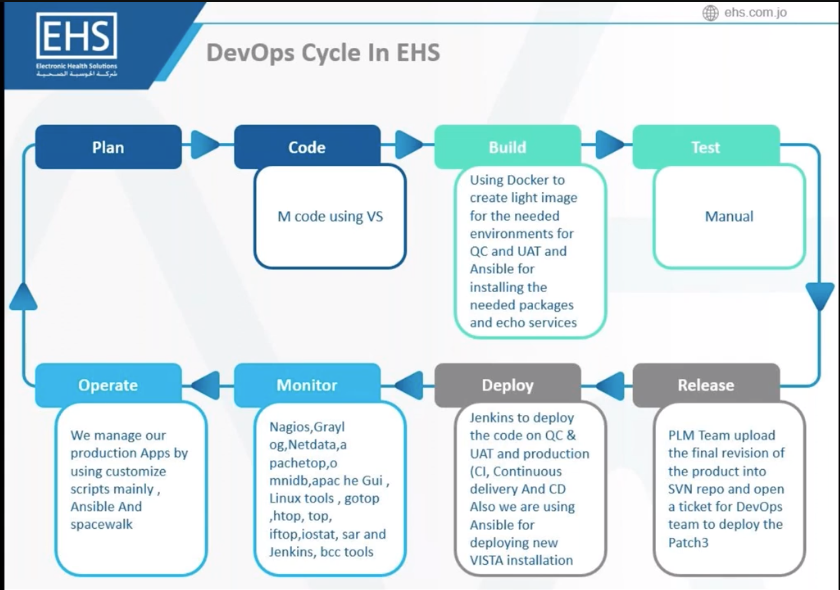 ehs.com.jo
EHS
Electronic Health Solutions
شركة الحوسبة الصحية
DevOps Cycle In EHS
Plan
Code
M code using VS
Build
Using Docker to
create light image
for the needed
environments for
QC and UAT and
Ansible for
installing the
needed packages
and echo services
Test
Manual
Operate
We manage our
production Apps by
using customize
scripts mainly ,
Ansible And
spacewalk
Monitor
Nagios,Grayl
og,Netdata,a
pachetop,o
mnidb,apac he Gui ,
Linux tools , gotop
,htop, top,
iftop,iostat, sar and
Jenkins, bcc tools
Deploy
Jenkins to deploy
the code on QC &
UAT and production
(CI, Continuous
delivery And CD
Also we are using
Ansible for
deploying new
VISTA installation
Release
PLM Team upload
the final revision of
the product into
SVN repo and open
a ticket for DevOps
team to deploy the
Patch3